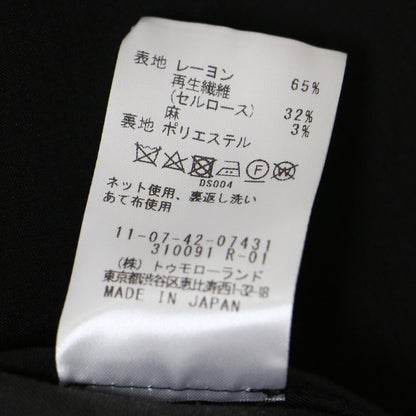 表地 レーヨン 65%
再生繊維
(セルロース) 32%
麻 3%
裏地 ポリエステル
DS004
ネット使用、裏返し洗い
あて布使用
11-07-42-07431
310091 R-01
(株) トゥモローランド
東京都渋谷区恵比寿西1-32-18
MADE IN JAPAN